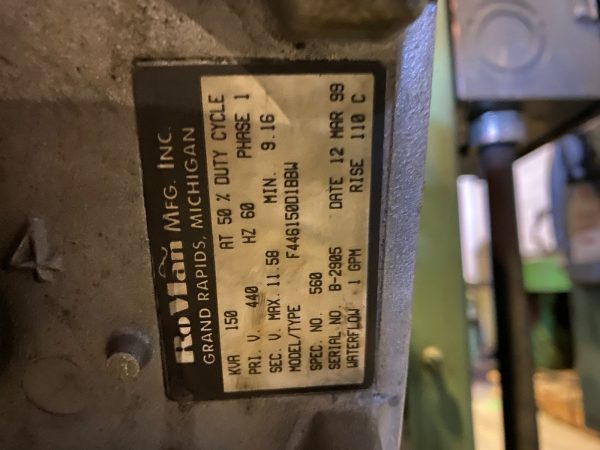 RoMan MFG. INC.
GRAND RAPIDS, MICHIGAN
KVA 150 AT 50 % DUTY CYCLE
PRI. V. 440 HZ 60 PHASE 1
SEC. V. MAX. 11.58 MIN. 9.16
MODEL/TYPE F446150D1BBW
SPEC. NO. 560
SERIAL NO. B-2905 DATE 12 MAR 99
WATERFLOW 1 GPM RISE 110 C
4